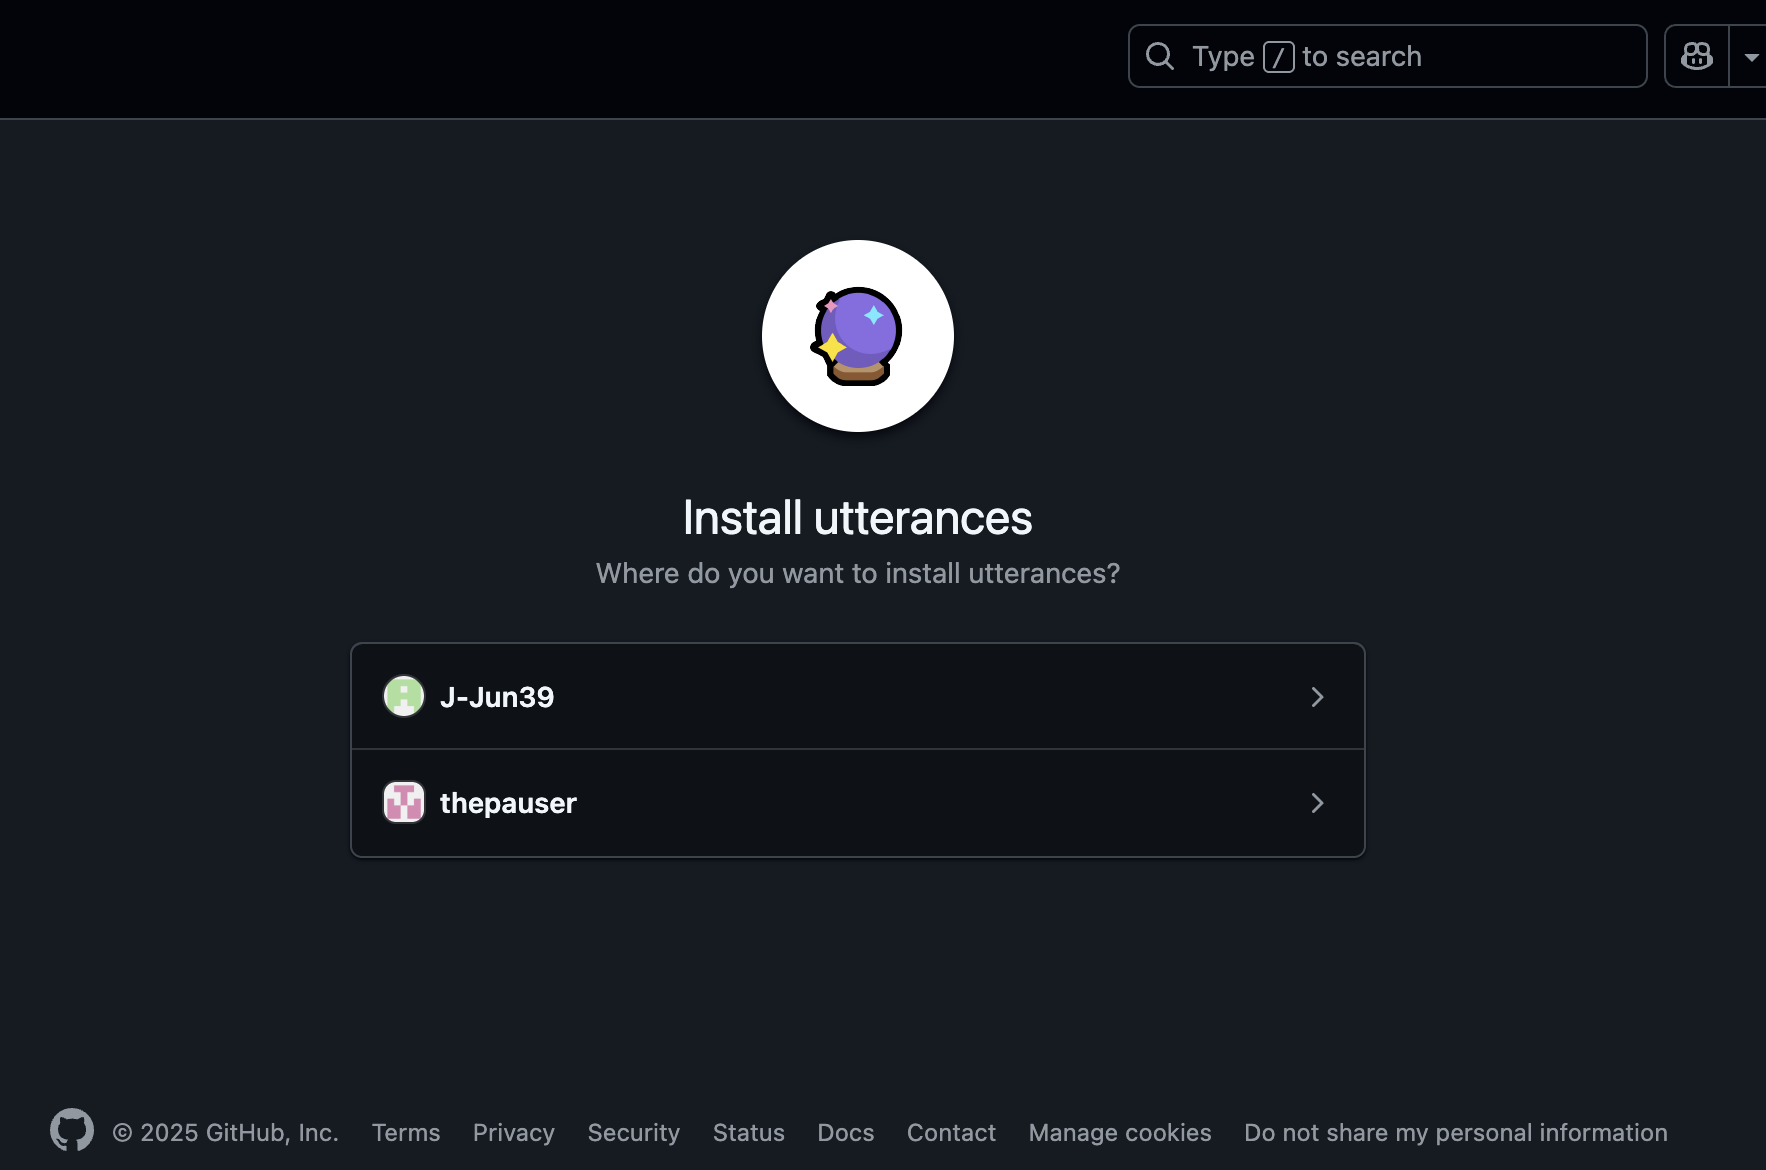 Type / to search
Install utterances
Where do you want to install utterances?
J-Jun39
thepauser
© 2025 GitHub, Inc. Terms Privacy Security Status Docs Contact Manage cookies Do not share my personal information